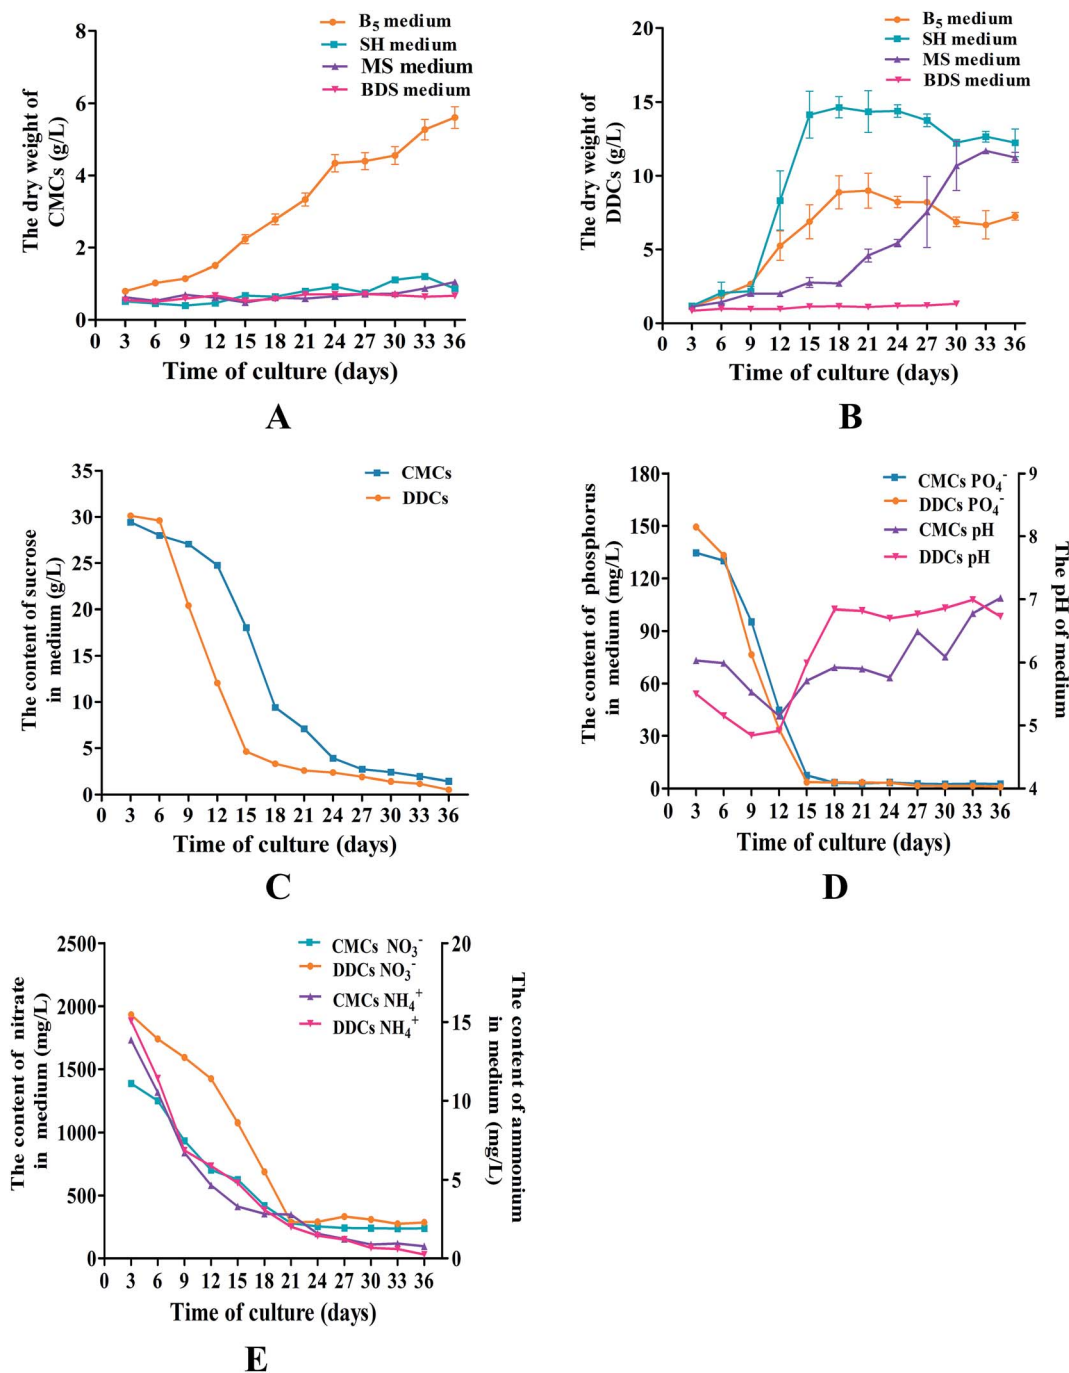 B5 medium
SH medium
MS medium
BDS medium
The dry weight of
CMCs (g/L)
8
6
4
2
0
0 3 6 9 12 15 18 21 24 27 30 33 36
Time of culture (days)
A
B5 medium
SH medium
MS medium
BDS medium
The dry weight of
DDCs (g/L)
20
15
10
5
0
0 3 6 9 12 15 18 21 24 27 30 33 36
Time of culture (days)
B
CMCs
DDCs
The content of sucrose
in medium (g/L)
35
30
25
20
15
10
5
0
0 3 6 9 12 15 18 21 24 27 30 33 36
Time of culture (days)
C
CMCs PO4-
DDCs PO4-
CMCs pH
DDCs pH
The content of phosphorus
in medium (mg/L)
180
150
120
90
60
30
0
9
8
7
6
5
4
The pH of medium
0 3 6 9 12 15 18 21 24 27 30 33 36
Time of culture (days)
D
CMCs NO3-
DDCs NO3-
CMCs NH4+
DDCs NH4+
The content of nitrate
in medium (mg/L)
2500
2000
1500
1000
500
0
20
15
10
5
0
The content of ammonium
in medium (mg/L)
0 3 6 9 12 15 18 21 24 27 30 33 36
Time of culture (days)
E